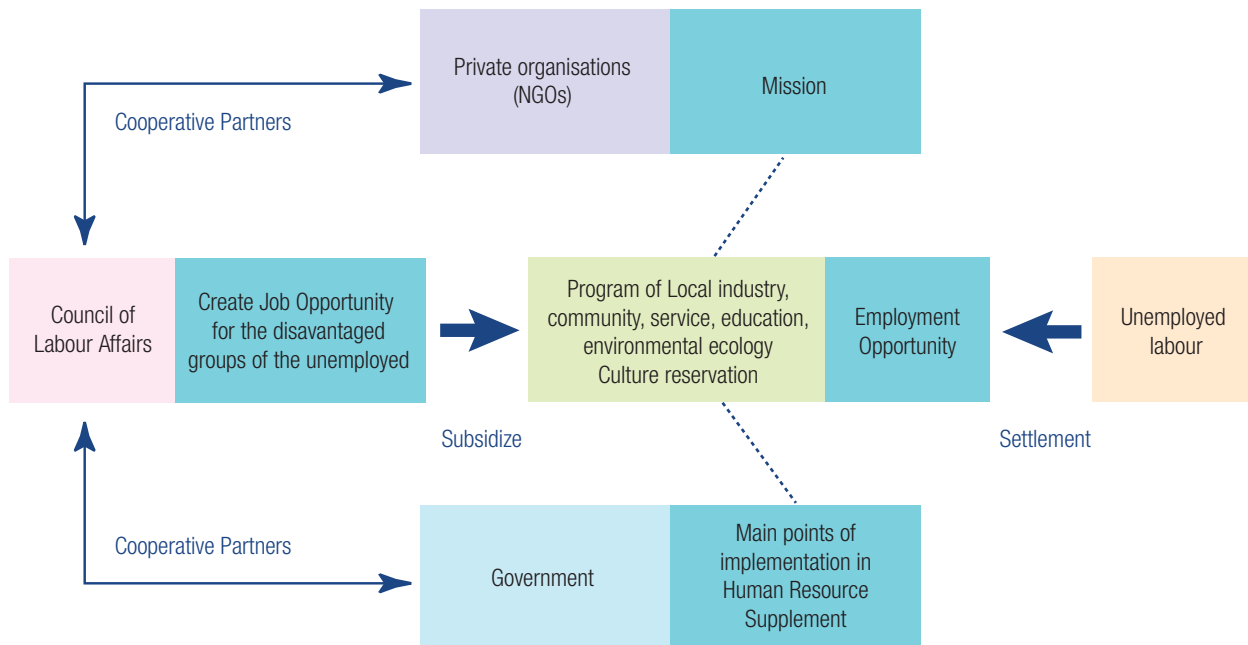 Private organisations
(NGOs)
Mission
Cooperative Partners
Council of
Labour Affairs
Create Job Opportunity
for the disavantaged
groups of the unemployed
Program of Local industry,
community, service, education,
environmental ecology
Culture reservation
Employment
Opportunity
Unemployed
labour
Subsidize
Settlement
Cooperative Partners
Government
Main points of
implementation in
Human Resource
Supplement